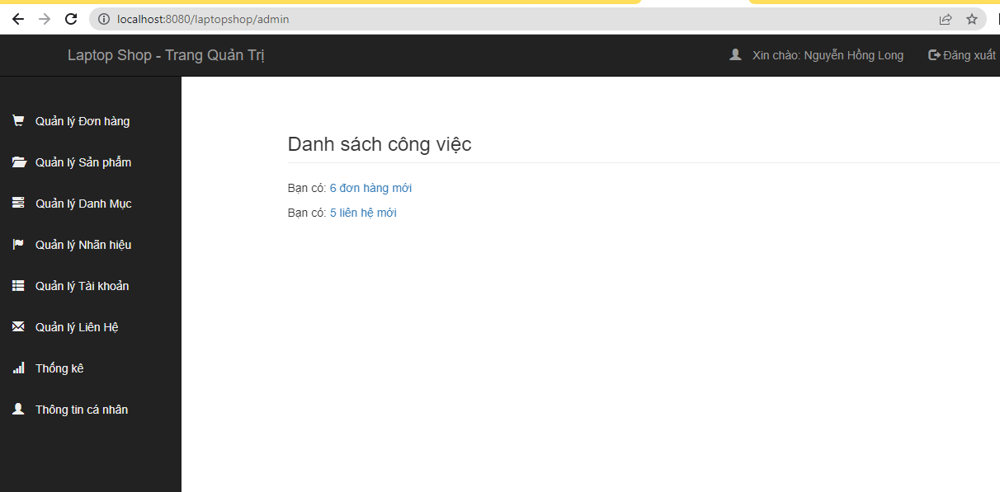 localhost:8080/laptopshop/admin
Laptop Shop - Trang Quản Trị
Xin chào: Nguyễn Hồng Long
Đăng xuất
Quản lý Đơn hàng
Quản lý Sản phẩm
Quản lý Danh Mục
Quản lý Nhãn hiệu
Quản lý Tài khoản
Quản lý Liên Hệ
Thống kê
Thông tin cá nhân
Danh sách công việc
Bạn có: 6 đơn hàng mới
Bạn có: 5 liên hệ mới